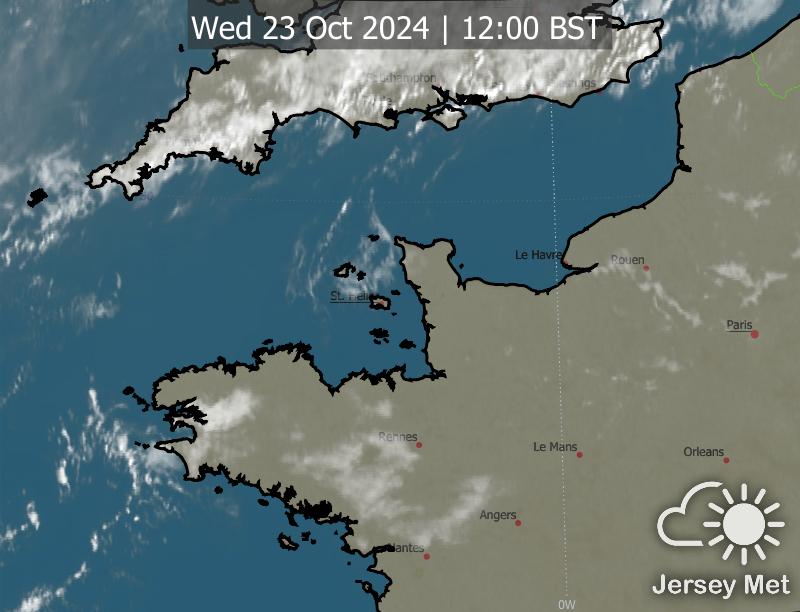 Wed 23 Oct 2024 | 12:00 BST
Southampton
Le Havre
Rouen
St. Helier
Paris
Rennes
Le Mans
Orleans
Angers
Nantes
Jersey Met
0W